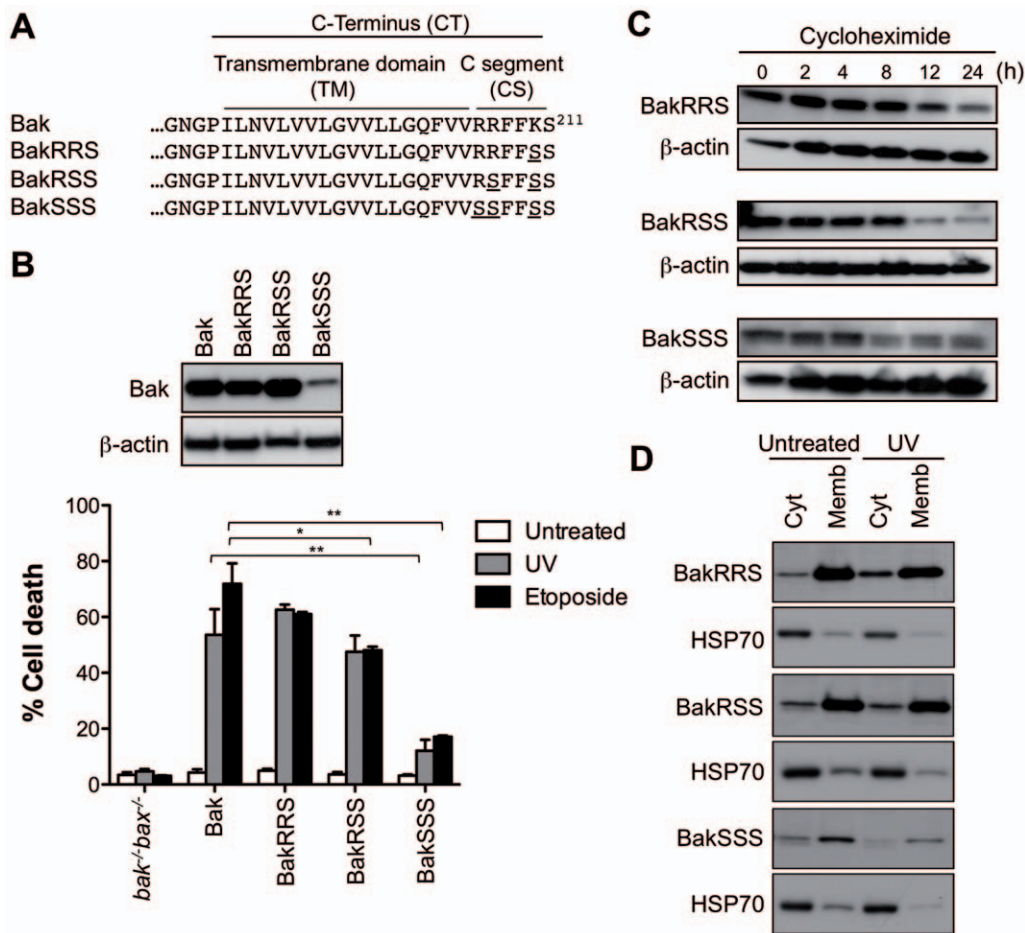 A
C-Terminus (CT)
Transmembrane domain (TM)
C segment (CS)
Bak ...GNGPILNVLVVLGVVLLGQFVVRRFFKS²¹¹
BakRRS ...GNGPILNVLVVLGVVLLGQFVVRRFFSS
BakRSS ...GNGPILNVLVVLGVVLLGQFVVRSFFSS
BakSSS ...GNGPILNVLVVLGVVLLGQFVVSSFFSS
B
Bak BakRRS BakRSS BakSSS
Bak
β-actin
100
80
60
40
20
0
% Cell death
**
*
**
Untreated
UV
Etoposide
bak-/-bax-/- Bak BakRRS BakRSS BakSSS
C
Cycloheximide
0 2 4 8 12 24 (h)
BakRRS
β-actin
BakRSS
β-actin
BakSSS
β-actin
D
Untreated UV
Cyt Memb Cyt Memb
BakRRS
HSP70
BakRSS
HSP70
BakSSS
HSP70